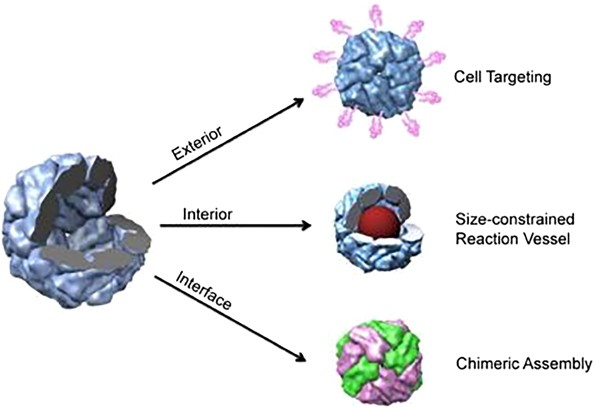 Exterior
Cell Targeting
Interior
Size-constrained
Reaction Vessel
Interface
Chimeric Assembly